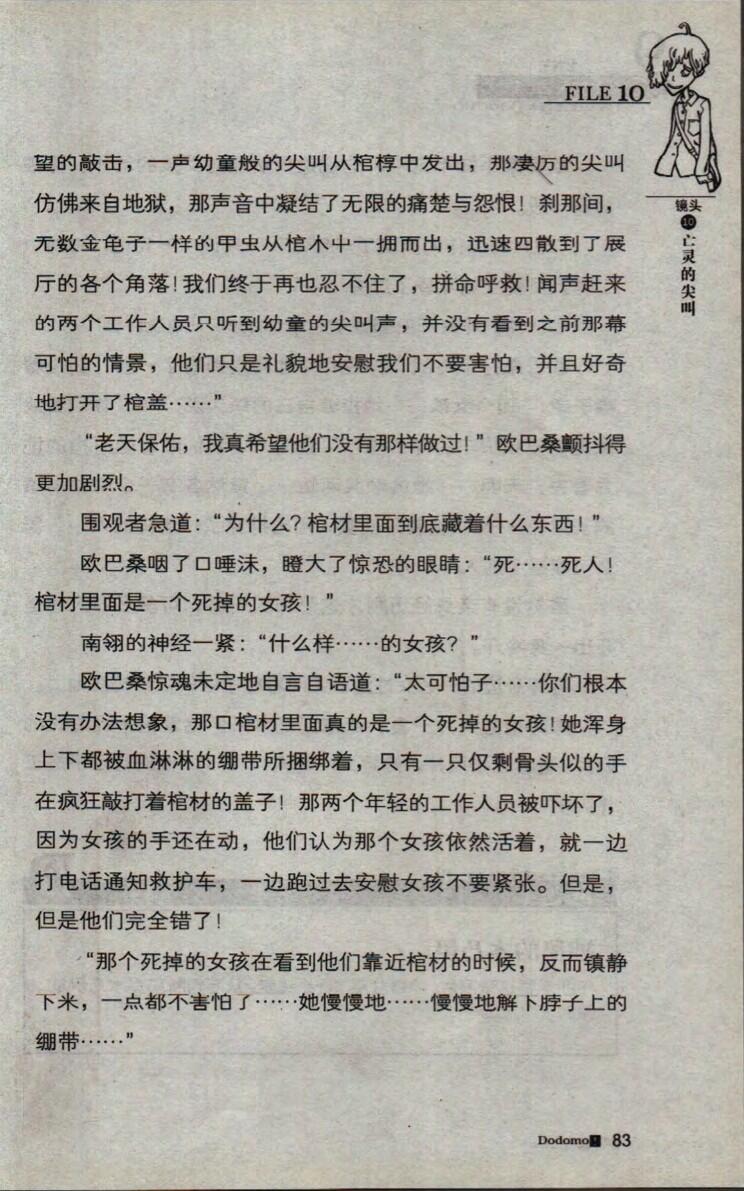 FILE 10
镜头
10
亡灵的尖叫
望的敲击，一声幼童般的尖叫从棺椁中发出，那凄厉的尖叫
仿佛来自地狱，那声音中凝结了无限的痛楚与怨恨！刹那间，
无数金龟子一样的甲虫从棺木中一拥而出，迅速四散到了展
厅的各个角落！我们终于再也忍不住了，拼命呼救！闻声赶来
的两个工作人员只听到幼童的尖叫声，并没有看到之前那幕
可怕的情景，他们只是礼貌地安慰我们不要害怕，并且好奇
地打开了棺盖……”
“老天保佑，我真希望他们没有那样做过！”欧巴桑颤抖得
更加剧烈。
围观者急道：“为什么？棺材里面到底藏着什么东西！”
欧巴桑咽了口唾沫，瞪大了惊恐的眼睛：“死……死人！
棺材里面是一个死掉的女孩！”
南翎的神经一紧：“什么样……的女孩？”
欧巴桑惊魂未定地自言自语道：“太可怕子……你们根本
没有办法想象，那口棺材里面真的是一个死掉的女孩！她浑身
上下都被血淋淋的绷带所捆绑着，只有一只仅剩骨头似的手
在疯狂敲打着棺材的盖子！那两个年轻的工作人员被吓坏了，
因为女孩的手还在动，他们认为那个女孩依然活着，就一边
打电话通知救护车，一边跑过去安慰女孩不要紧张。但是，
但是他们完全错了！
“那个死掉的女孩在看到他们靠近棺材的时候，反而镇静
下来，一点都不害怕了……她慢慢地……慢慢地解下脖子上的
绷带……”
Dodomo! 83